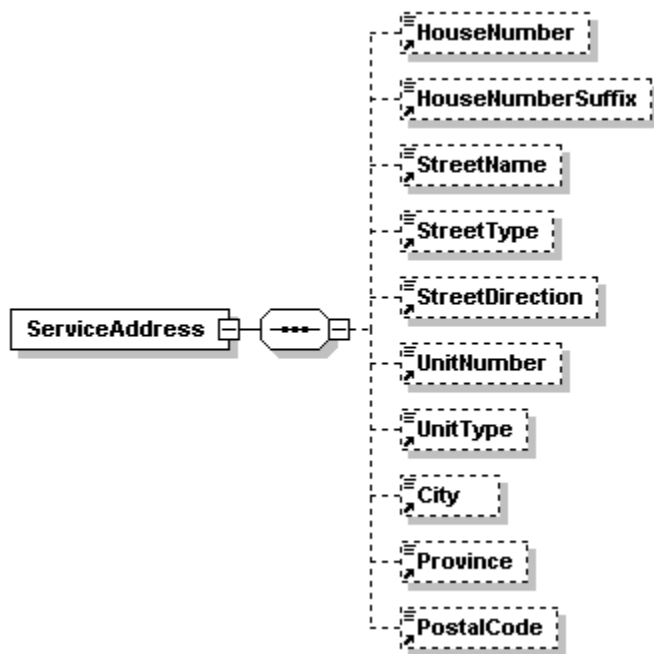 HouseNumber
HouseNumberSuffix
StreetName
StreetType
StreetDirection
ServiceAddress
UnitNumber
UnitType
City
Province
PostalCode